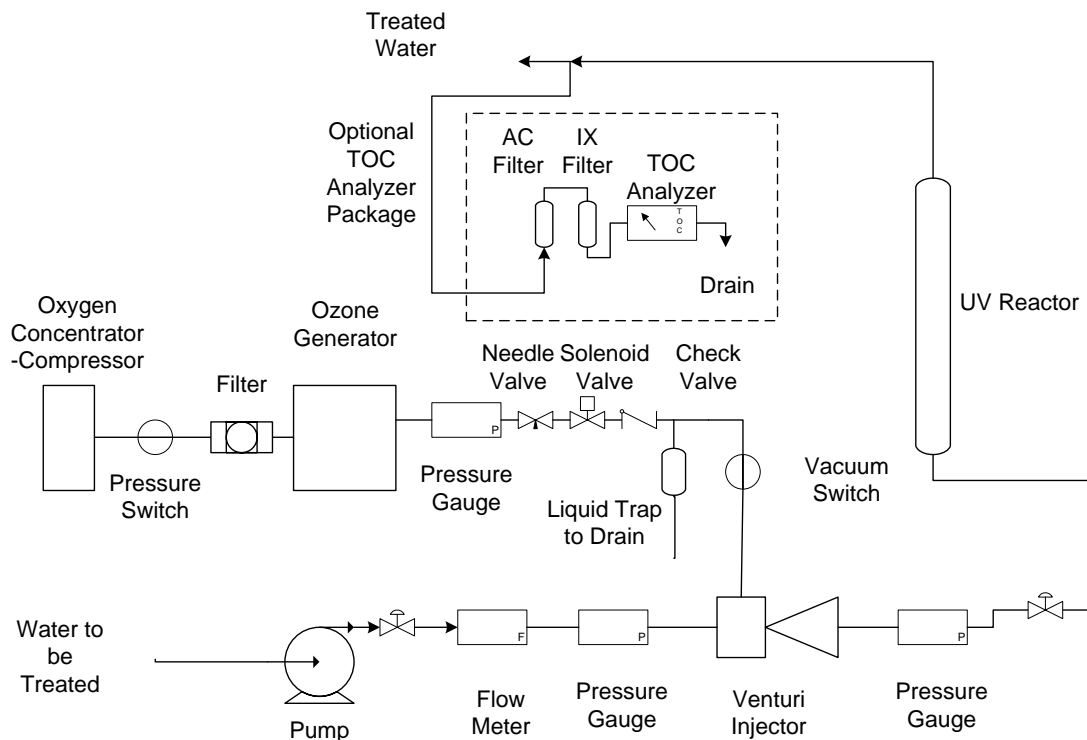 Treated
Water
Optional
TOC
Analyzer
Package
AC
Filter
IX
Filter
TOC
Analyzer
T
O
C
Drain
UV Reactor
Oxygen
Concentrator
-Compressor
Pressure
Switch
Filter
Ozone
Generator
P
Pressure
Gauge
Needle
Valve
Solenoid
Valve
Check
Valve
Liquid Trap
to Drain
Vacuum
Switch
Water to
be
Treated
Pump
F
Flow
Meter
P
Pressure
Gauge
Venturi
Injector
P
Pressure
Gauge